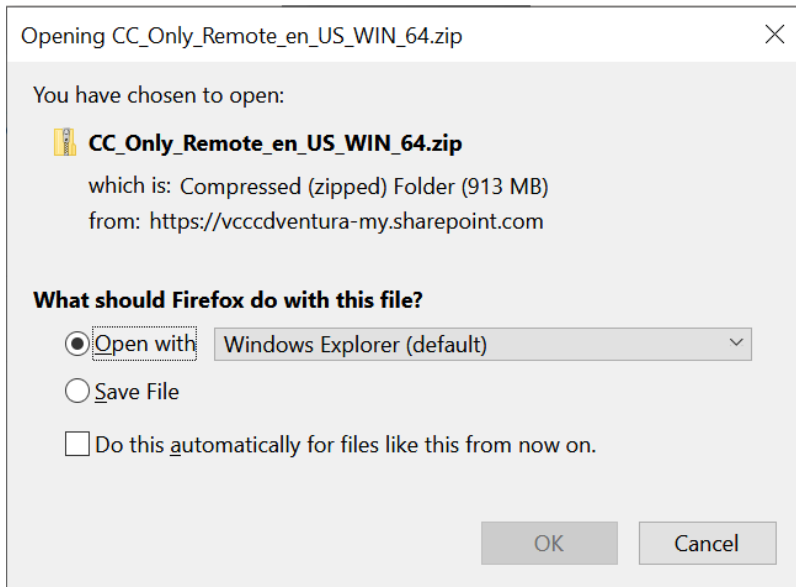 Opening CC_Only_Remote_en_US_WIN_64.zip
You have chosen to open:
CC_Only_Remote_en_US_WIN_64.zip
which is: Compressed (zipped) Folder (913 MB)
from: https://vcccdventura-my.sharepoint.com
What should Firefox do with this file?
Open with Windows Explorer (default)
Save File
Do this automatically for files like this from now on.
OK Cancel